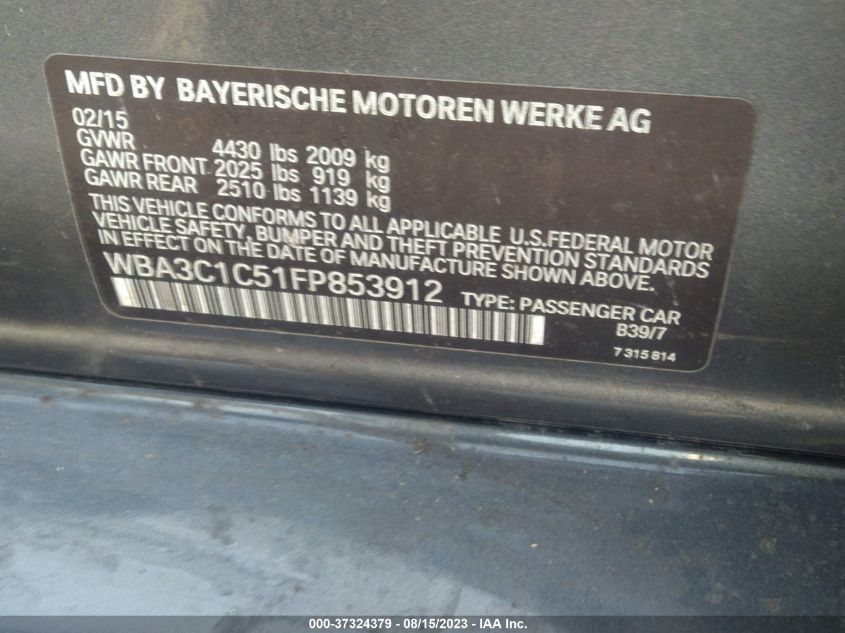 MFD BY BAYERISCHE MOTOREN WERKE AG
02/15
GVWR 4430 lbs 2009 kg
GAWR FRONT 2025 lbs 919 kg
GAWR REAR 2510 lbs 1139 kg
THIS VEHICLE CONFORMS TO ALL APPLICABLE U.S.FEDERAL MOTOR
VEHICLE SAFETY, BUMPER AND THEFT PREVENTION STANDARDS
IN EFFECT ON THE DATE OF MANUFACTURE SHOWN ABOVE.
WBA3C1C51FP853912 TYPE: PASSENGER CAR
B39/7
7 315 814
000-37324379 - 08/15/2023 - IAA Inc.